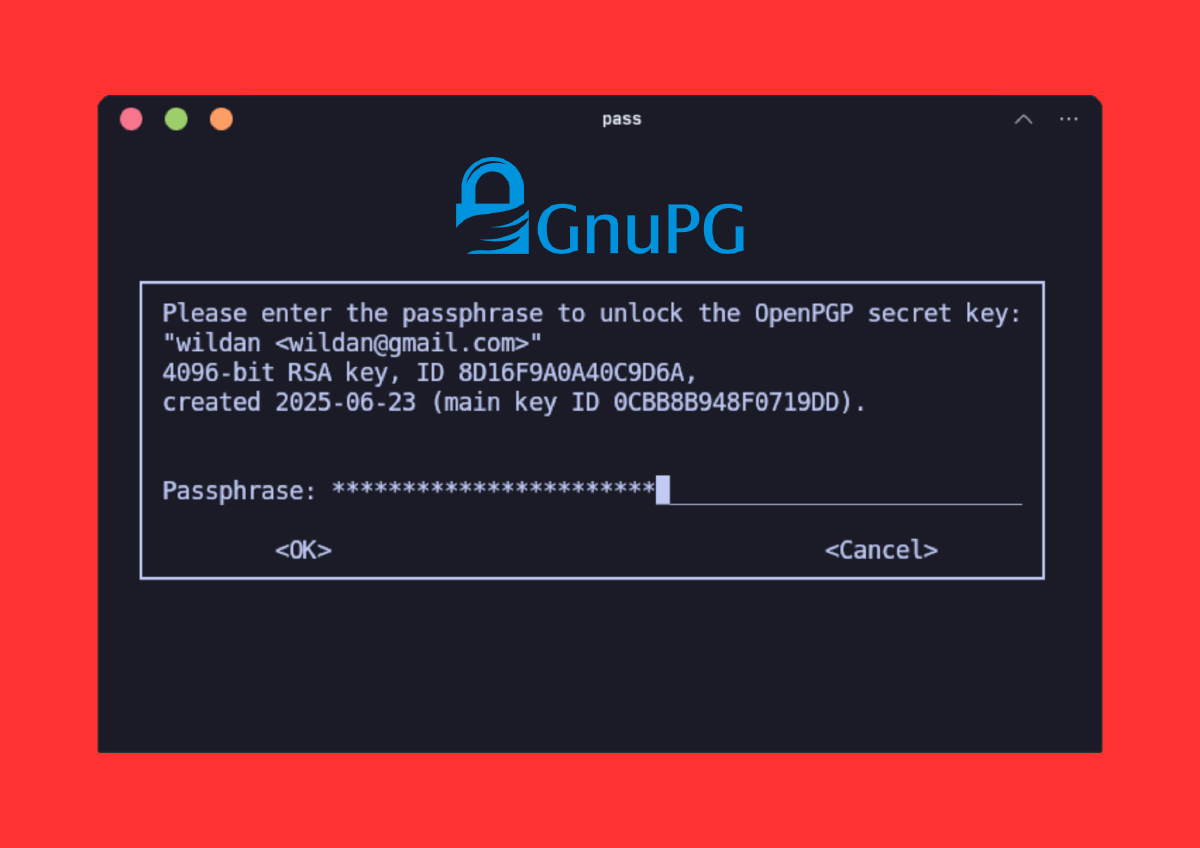 pass
GnuPG
Please enter the passphrase to unlock the OpenPGP secret key:
"wildan <wildan@gmail.com>"
4096-bit RSA key, ID 8D16F9A0A40C9D6A,
created 2025-06-23 (main key ID 0CBB8B948F0719DD).
Passphrase: ***********************
<OK> <Cancel>